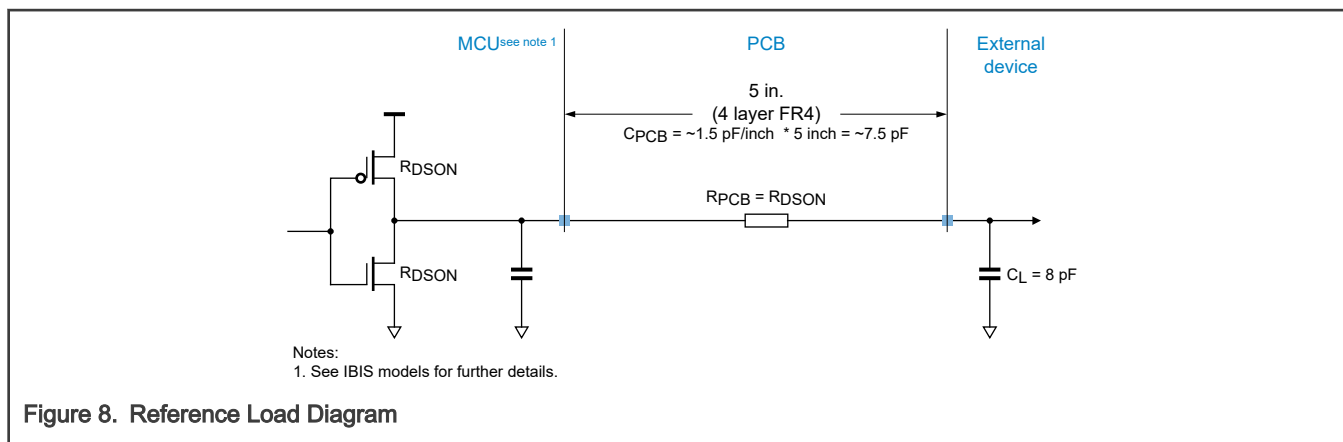 MCU see note 1
PCB
External
device
5 in.
(4 layer FR4)
CPCB = ~1.5 pF/inch * 5 inch = ~7.5 pF
RDSON
RPCB = RDSON
RDSON
CL = 8 pF
Notes:
1. See IBIS models for further details.
Figure 8. Reference Load Diagram